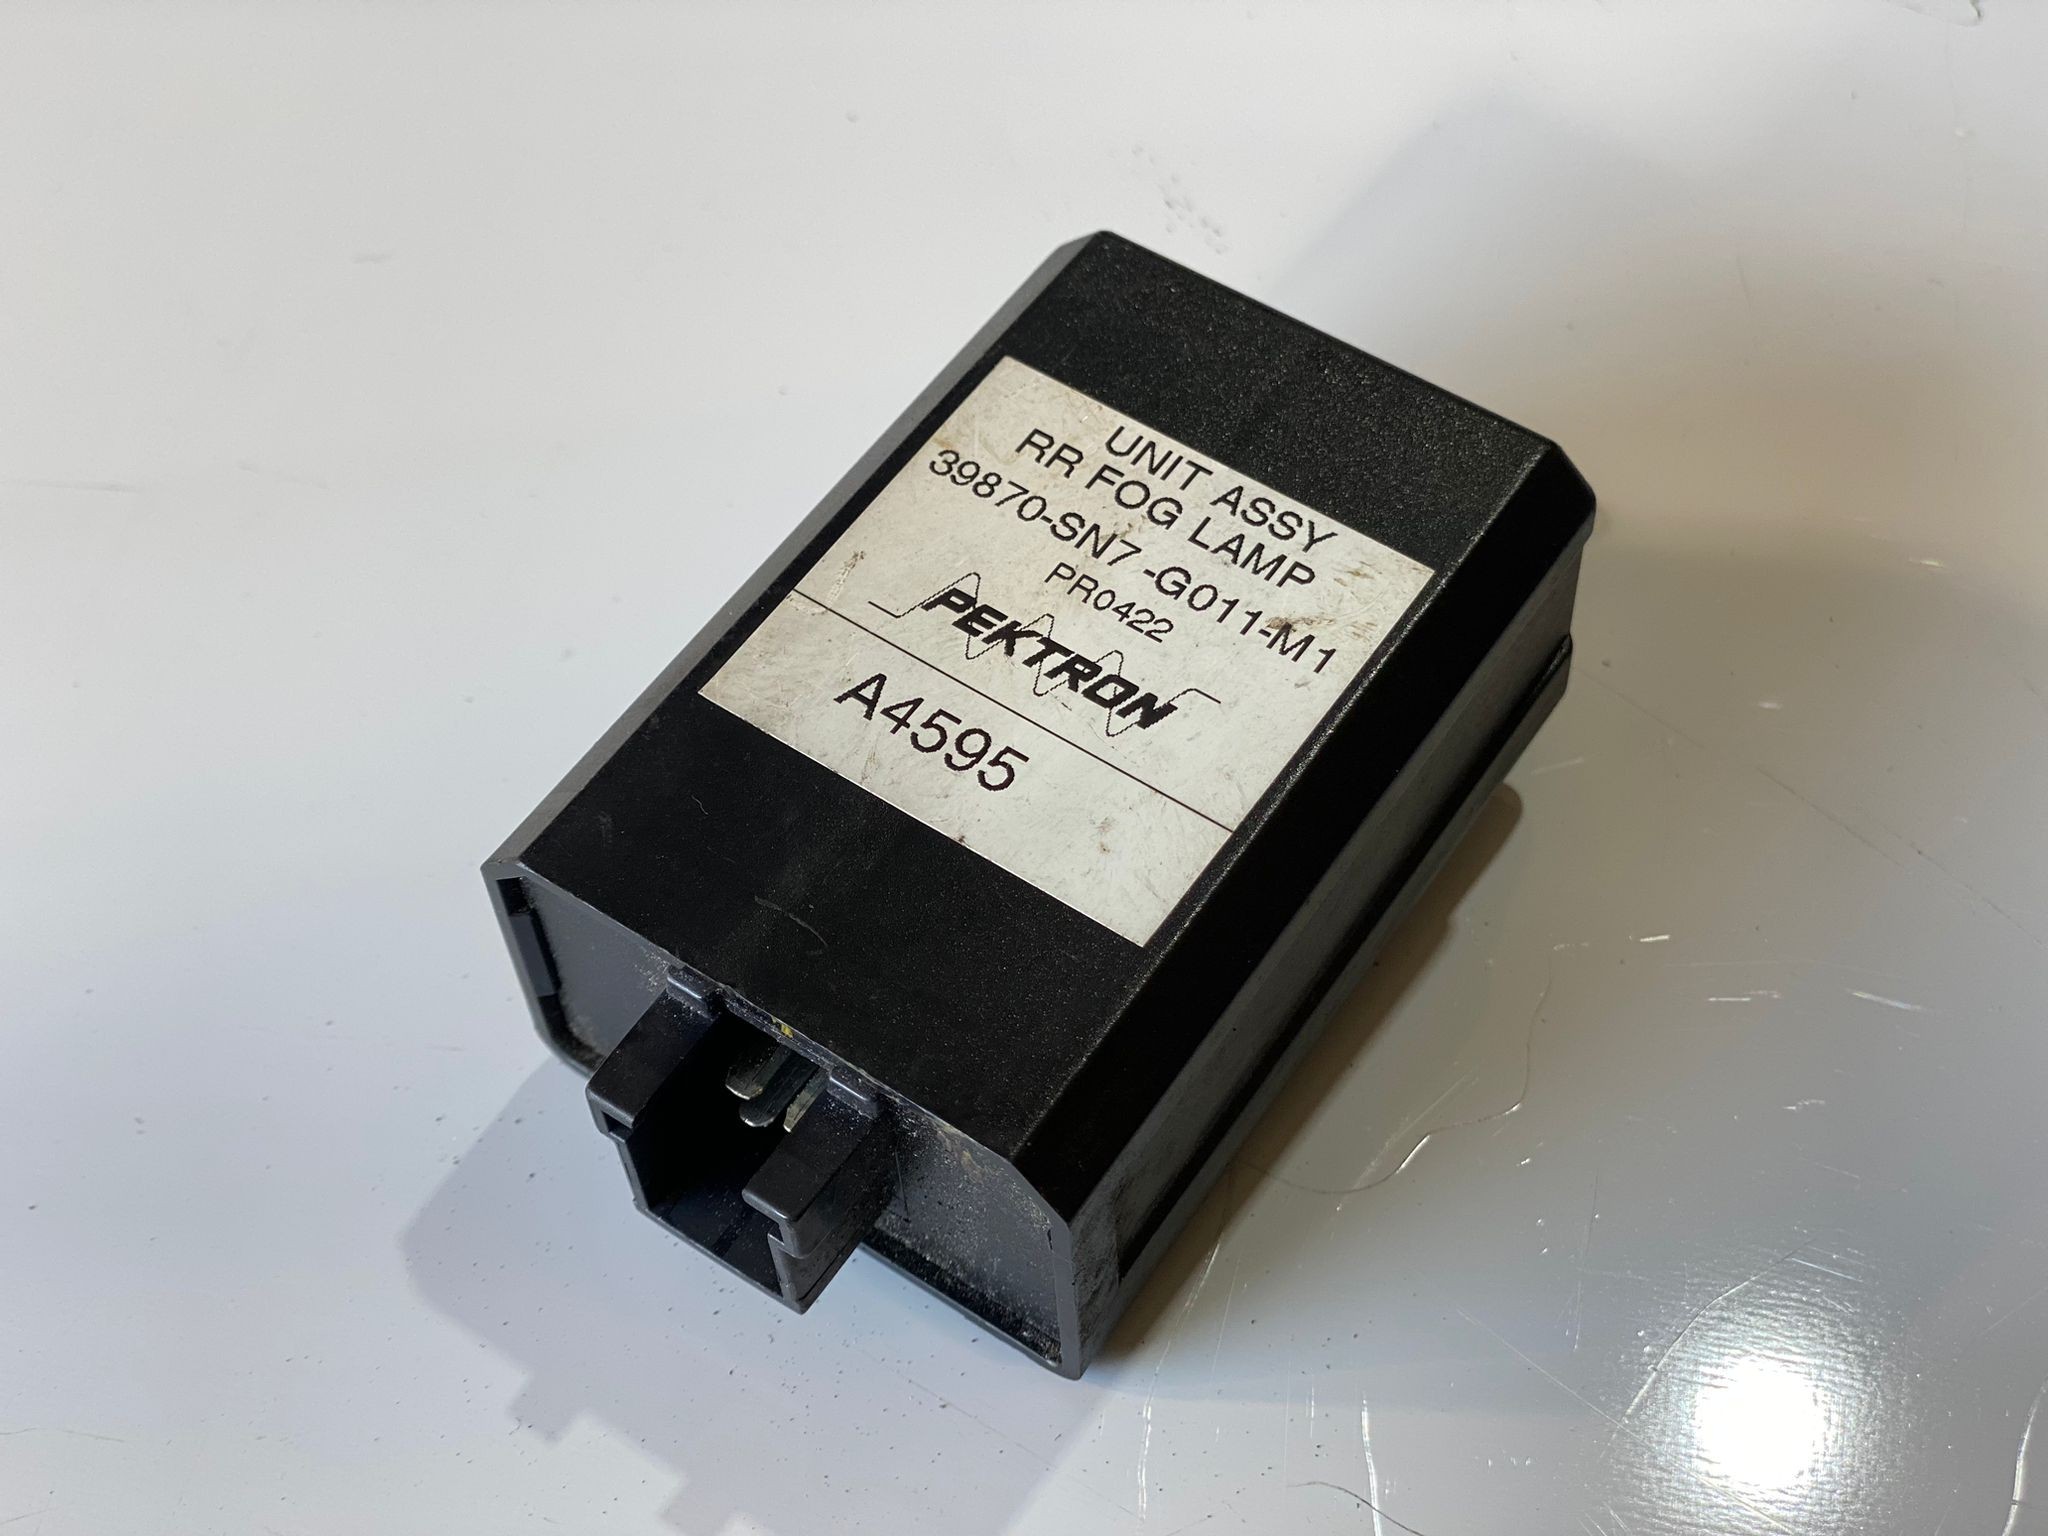 UNIT ASSY
RR FOG LAMP
39870-SN7-G011-M1
PR0422
PEKTRON
A4595